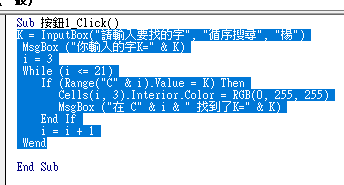 Sub 按鈕1_Click()
K = InputBox("請輸入要找的字", "循序搜尋", "楊")
MsgBox ("你輸入的字K=" & K)
i = 3
While (i <= 21)
If (Range("C" & i).Value = K) Then
Cells(i, 3).Interior.Color = RGB(0, 255, 255)
MsgBox ("在 C" & i & " 找到了K=" & K)
End If
i = i + 1
Wend
End Sub